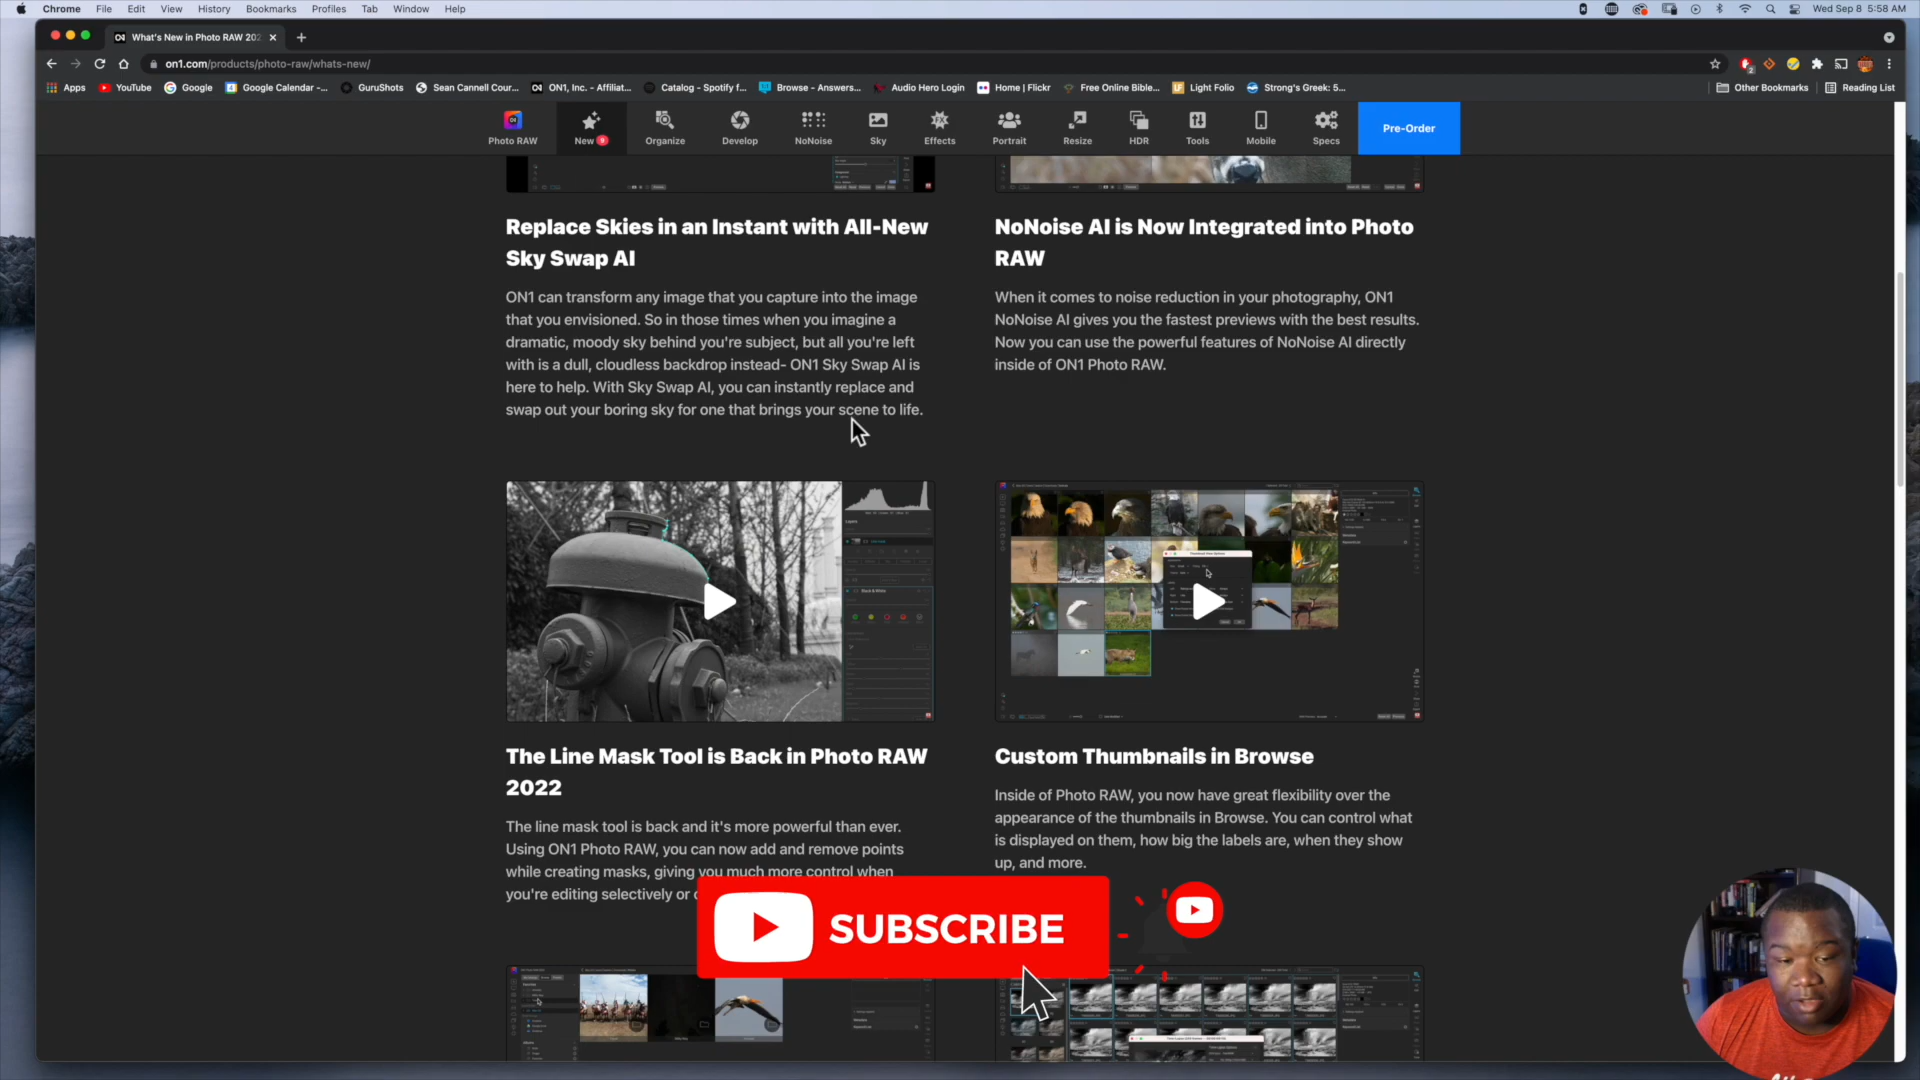 Chrome File Edit View History Bookmarks Profiles Tab Window Help
Wed Sep 8 5:58 AM
What's New in Photo RAW 202
on1.com/products/photo-raw/whats-new/
Apps YouTube Google Google Calendar -... GuruShots Sean Cannell Cour... ON1, Inc. - Affiliat... Catalog - Spotify f... Browse - Answers... Audio Hero Login Home | Flickr Free Online Bible... Light Folio Strong's Greek: 5... Other Bookmarks Reading List
Photo RAW New 9 Organize Develop NoNoise Sky Effects Portrait Resize HDR Tools Mobile Specs Pre-Order
Replace Skies in an Instant with All-New
Sky Swap AI
ON1 can transform any image that you capture into the image
that you envisioned. So in those times when you imagine a
dramatic, moody sky behind you're subject, but all you're left
with is a dull, cloudless backdrop instead- ON1 Sky Swap AI is
here to help. With Sky Swap AI, you can instantly replace and
swap out your boring sky for one that brings your scene to life.
NoNoise AI is Now Integrated into Photo
RAW
When it comes to noise reduction in your photography, ON1
NoNoise AI gives you the fastest previews with the best results.
Now you can use the powerful features of NoNoise AI directly
inside of ON1 Photo RAW.
The Line Mask Tool is Back in Photo RAW
2022
The line mask tool is back and it's more powerful than ever.
Using ON1 Photo RAW, you can now add and remove points
while creating masks, giving you much more control when
you're editing selectively or
Custom Thumbnails in Browse
Inside of Photo RAW, you now have great flexibility over the
appearance of the thumbnails in Browse. You can control what
is displayed on them, how big the labels are, when they show
up, and more.
SUBSCRIBE